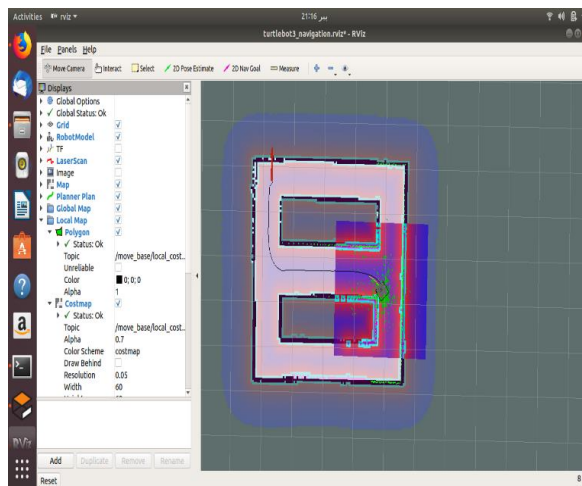 Activities
rviz ▾
21:16 بیر
turtlebot3_navigation.rviz* - RViz
File Panels Help
Move Camera Interact Select 2D Pose Estimate 2D Nav Goal Measure
Displays
Global Options
Global Status: Ok
Grid
RobotModel
TF
LaserScan
Image
Map
Planner Plan
Global Map
Local Map
Polygon
Status: Ok
Topic /move_base/local_cost..
Unreliable
Color 0; 0; 0
Alpha 1
Costmap
Status: Ok
Topic /move_base/local_cost..
Alpha 0.7
Color Scheme costmap
Draw Behind
Resolution 0.05
Width 60
Add Duplicate Remove Rename
Reset
8